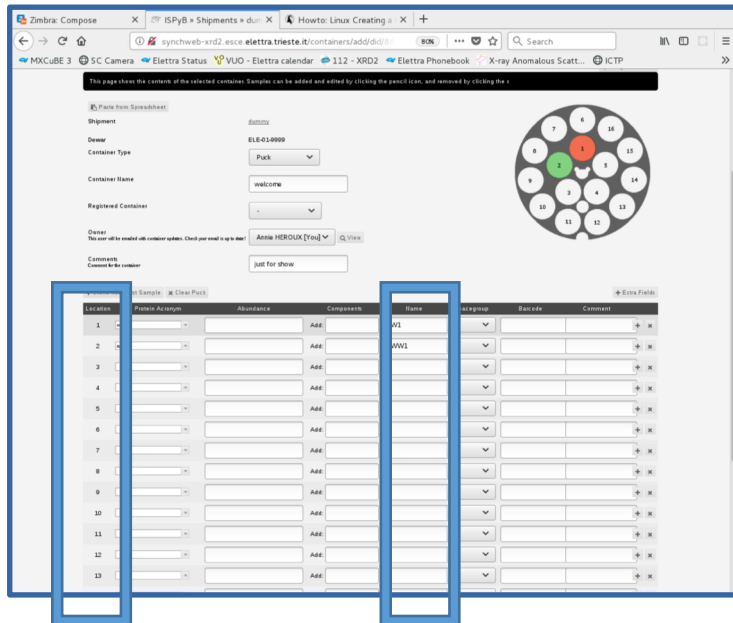 Zimbra: Compose × ISPyB » Shipments » dum × Howto: Linux Creating a × +
synchweb-xrd2.esce.elettra.trieste.it/containers/add/did/8 80% ... Search
MXCuBE 3 SC Camera Elettra Status VUO - Elettra calendar 112 - XRD2 Elettra Phonebook X-ray Anomalous Scatt... ICTP »
This page shows the contents of the selected container. Samples can be added and edited by clicking the pencil icon, and removed by clicking the x
Paste from Spreadsheet
Shipment dummy
Dewar ELE-01-9999
Container Type Puck
Container Name welcome
Registered Container -
Owner
This user will be emailed with container updates. Check your email is up to date! Annie HEROUX [You] View
Comments
Comment for the container just for show
6
7 16
1
8 15
2 5
9 14
3 4
10 13
11 12
Sample Clear Puck + Extra Fields
Location Protein Acronym Abundance Components Name acegroup Barcode Comment
1 Add: W1 + ×
2 Add: WW1 + ×
3 Add: + ×
4 Add: + ×
5 Add: + ×
6 Add: + ×
7 Add: + ×
8 Add: + ×
9 Add: + ×
10 Add: + ×
11 Add: + ×
12 Add: + ×
13 Add: + ×